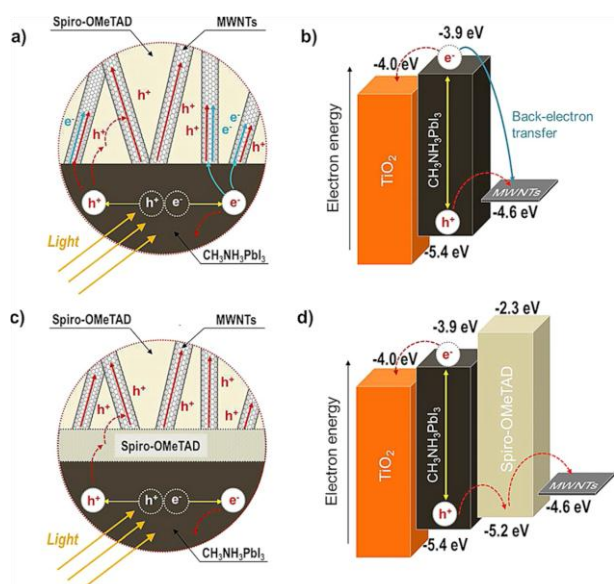 a)
Spiro-OMeTAD
MWNTs
e-
h+
h+
h+
h+
e-
e-
h+
h+
h+
h+
e-
e-
Light
CH3NH3PbI3
b)
-3.9 eV
-4.0 eV
e-
Electron energy
TiO2
CH3NH3PbI3
Back-electron
transfer
MWNTs
h+
-4.6 eV
-5.4 eV
c)
Spiro-OMeTAD
MWNTs
h+
h+
h+
h+
Spiro-OMeTAD
h+
h+
e-
e-
Light
CH3NH3PbI3
d)
-2.3 eV
-3.9 eV
-4.0 eV
e-
Electron energy
TiO2
CH3NH3PbI3
Spiro-OMeTAD
MWNTs
h+
-4.6 eV
-5.2 eV
-5.4 eV